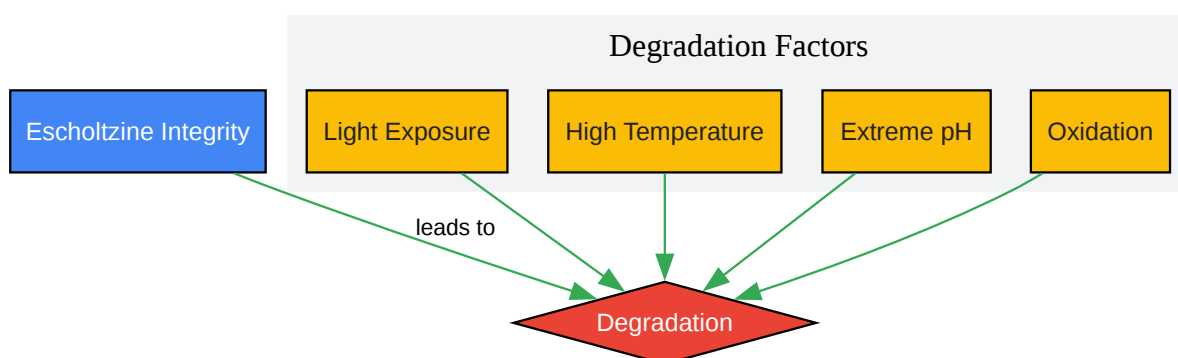 Degradation Factors
Escholtzine Integrity
Light Exposure
High Temperature
Extreme pH
Oxidation
leads to
Degradation